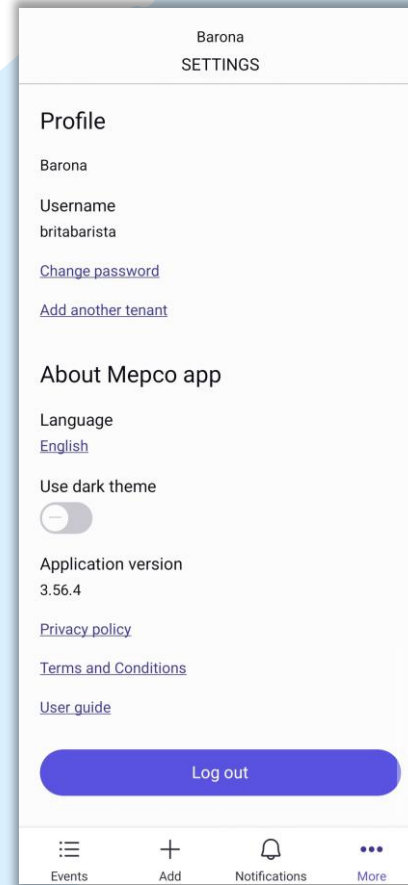 Barona
SETTINGS
Profile
Barona
Username
britabarista
Change password
Add another tenant
About Mepco app
Language
English
Use dark theme
Application version
3.56.4
Privacy policy
Terms and Conditions
User guide
Log out
Events Add Notifications More